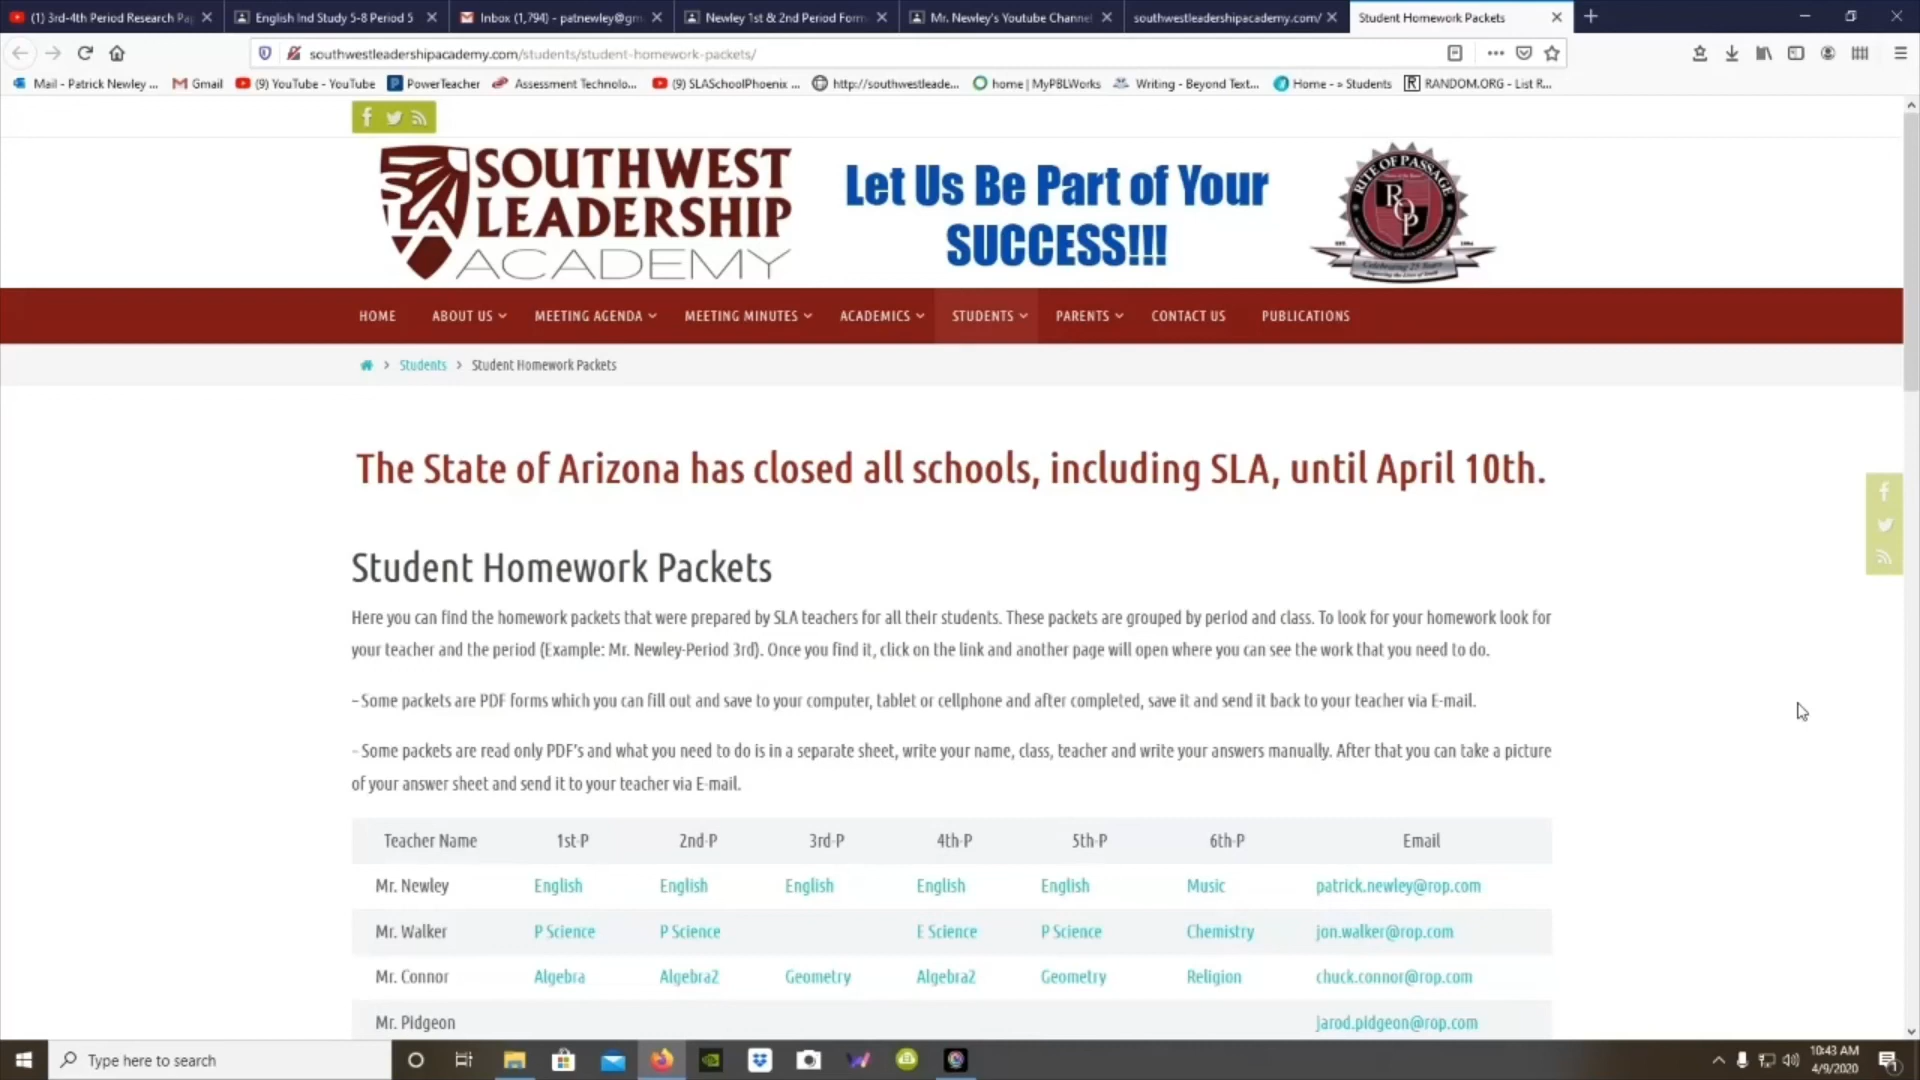 (1) 3rd-4th Period Research Pa
English Ind Study 5-8 Period 5
Inbox (1,794) - patnewley@gm
Newley 1st & 2nd Period Form
Mr. Newley's Youtube Channel
southwestleadershipacademy.com/
Student Homework Packets
southwestleadershipacademy.com/students/student-homework-packets/
Mail - Patrick Newley ...
Gmail
(9) YouTube - YouTube
PowerTeacher
Assessment Technolo...
(9) SLASchoolPhoenix ...
http://southwestleade...
home | MyPBLWorks
Writing - Beyond Text...
Home - » Students
RANDOM.ORG - List R...
SLA
SOUTHWEST
LEADERSHIP
ACADEMY
Let Us Be Part of Your
SUCCESS!!!
RITE OF PASSAGE
ROP
Celebrating 25 Years
HOME
ABOUT US
MEETING AGENDA
MEETING MINUTES
ACADEMICS
STUDENTS
PARENTS
CONTACT US
PUBLICATIONS
> Students > Student Homework Packets
The State of Arizona has closed all schools, including SLA, until April 10th.
Student Homework Packets
Here you can find the homework packets that were prepared by SLA teachers for all their students. These packets are grouped by period and class. To look for your homework look for
your teacher and the period (Example: Mr. Newley-Period 3rd). Once you find it, click on the link and another page will open where you can see the work that you need to do.
– Some packets are PDF forms which you can fill out and save to your computer, tablet or cellphone and after completed, save it and send it back to your teacher via E-mail.
– Some packets are read only PDF's and what you need to do is in a separate sheet, write your name, class, teacher and write your answers manually. After that you can take a picture
of your answer sheet and send it to your teacher via E-mail.
Teacher Name 1st-P 2nd-P 3rd-P 4th-P 5th-P 6th-P Email
Mr. Newley English English English English English Music patrick.newley@rop.com
Mr. Walker P Science P Science E Science P Science Chemistry jon.walker@rop.com
Mr. Connor Algebra Algebra2 Geometry Algebra2 Geometry Religion chuck.connor@rop.com
Mr. Pidgeon jarod.pidgeon@rop.com
Type here to search
10:43 AM
4/9/2020